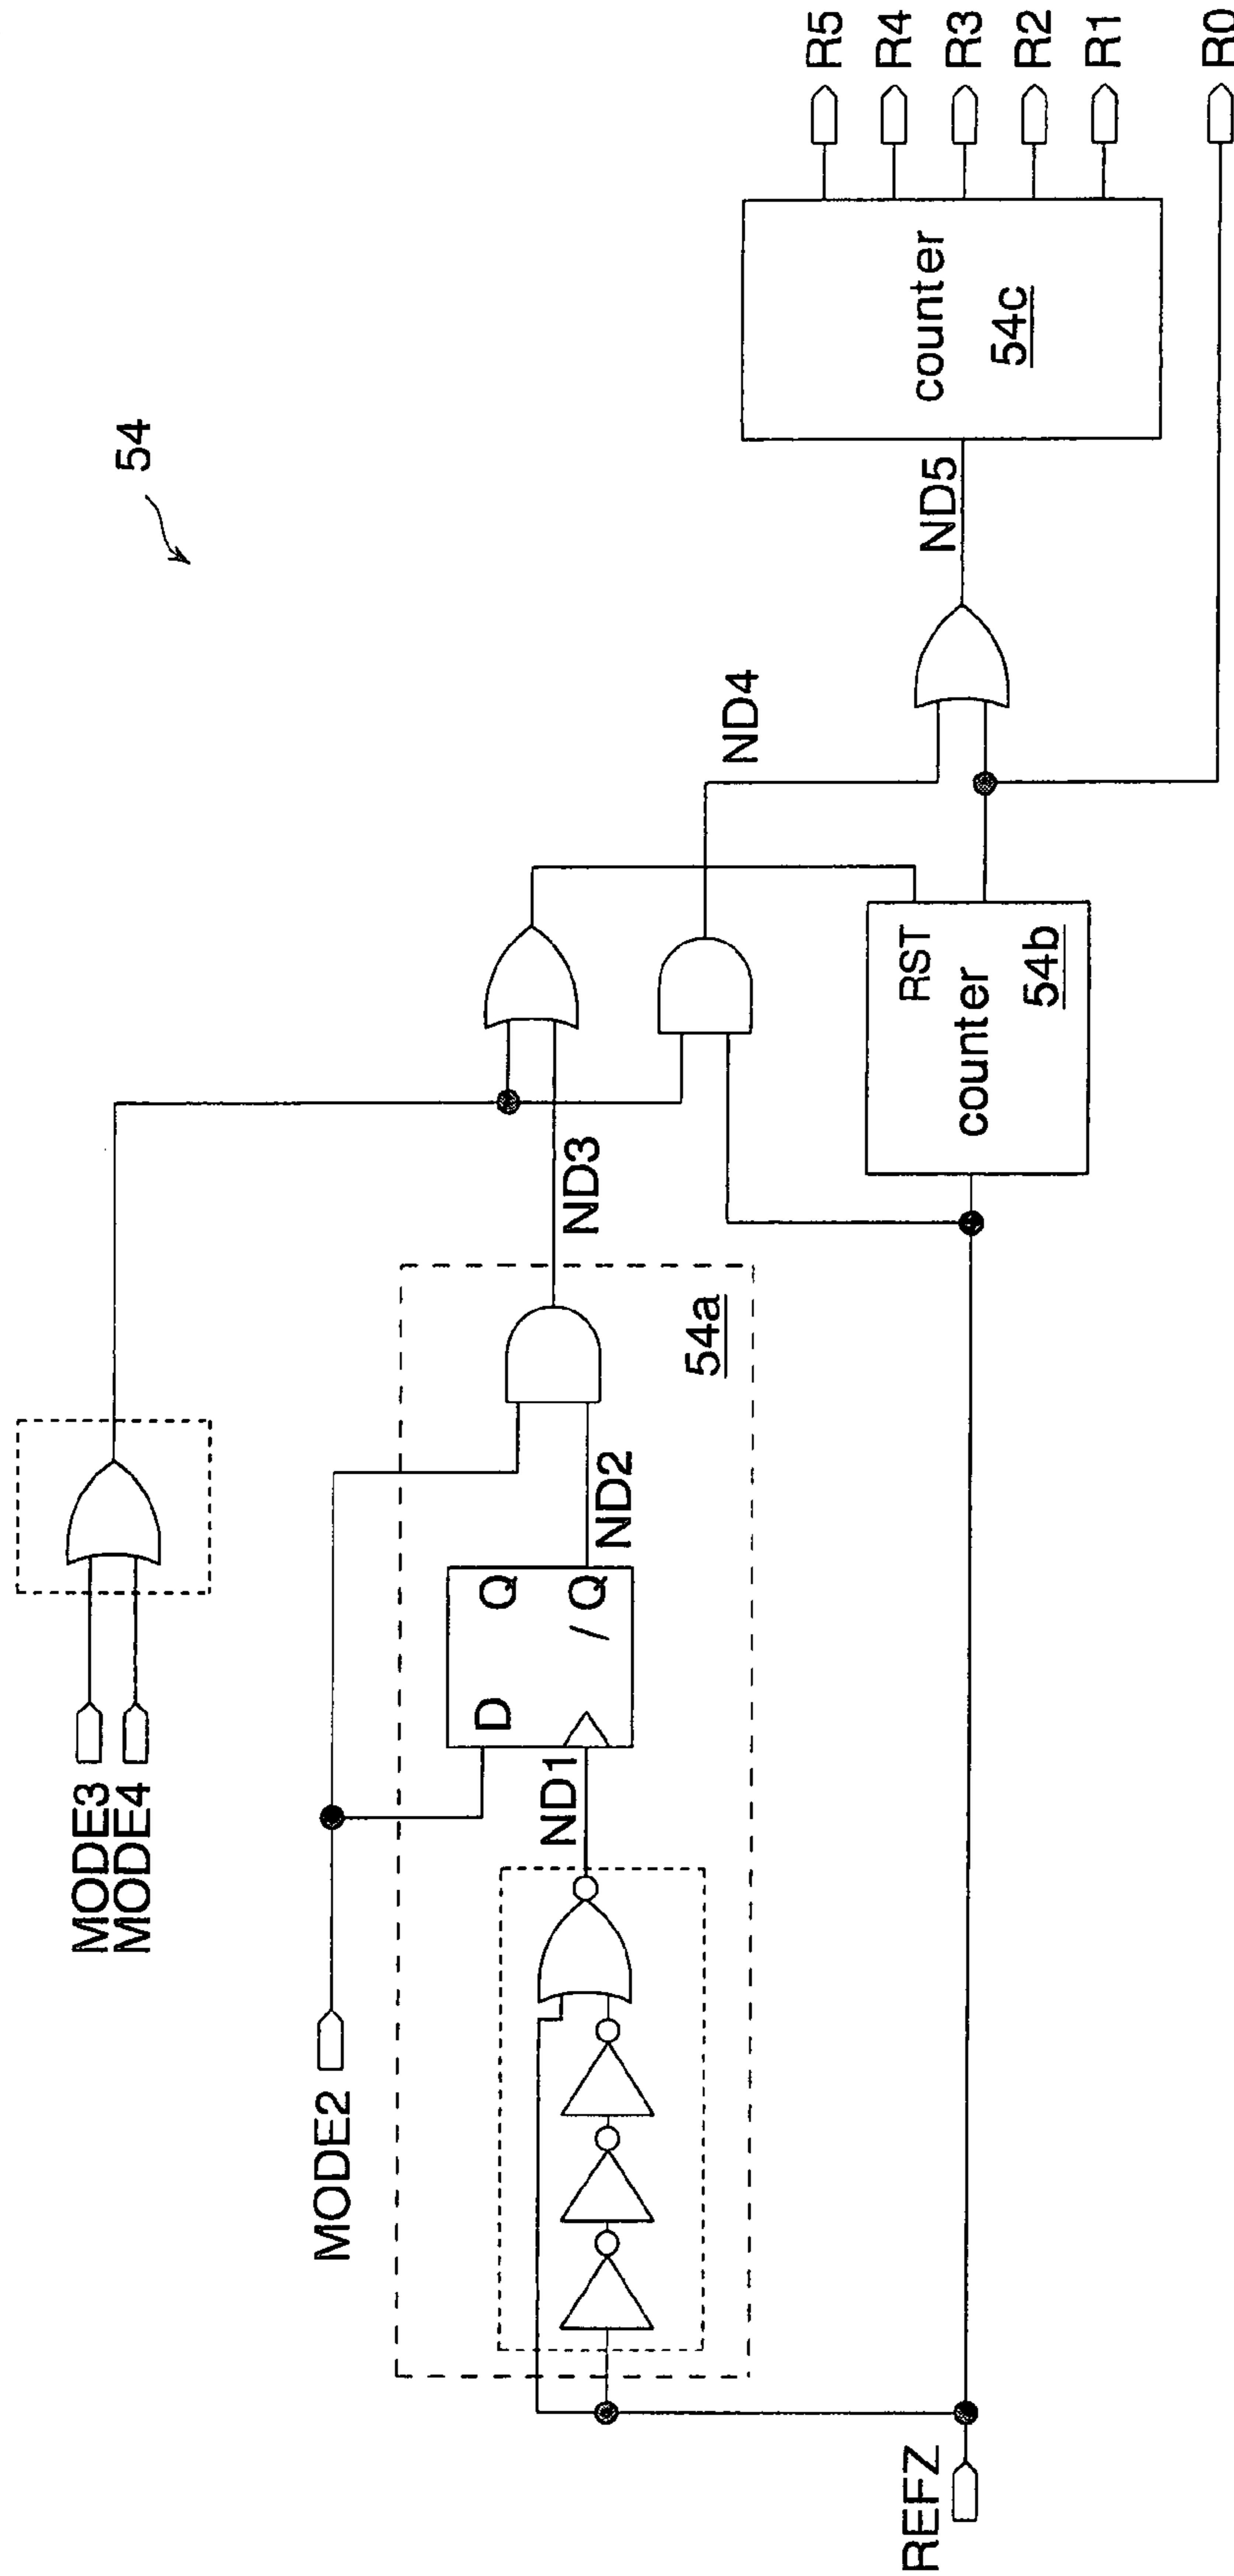 54
MODE3
MODE4
MODE2
REFZ
ND1
D
Q
/Q
ND2
54a
ND3
RST
counter
54b
ND4
ND5
counter
54c
R5
R4
R3
R2
R1
R0